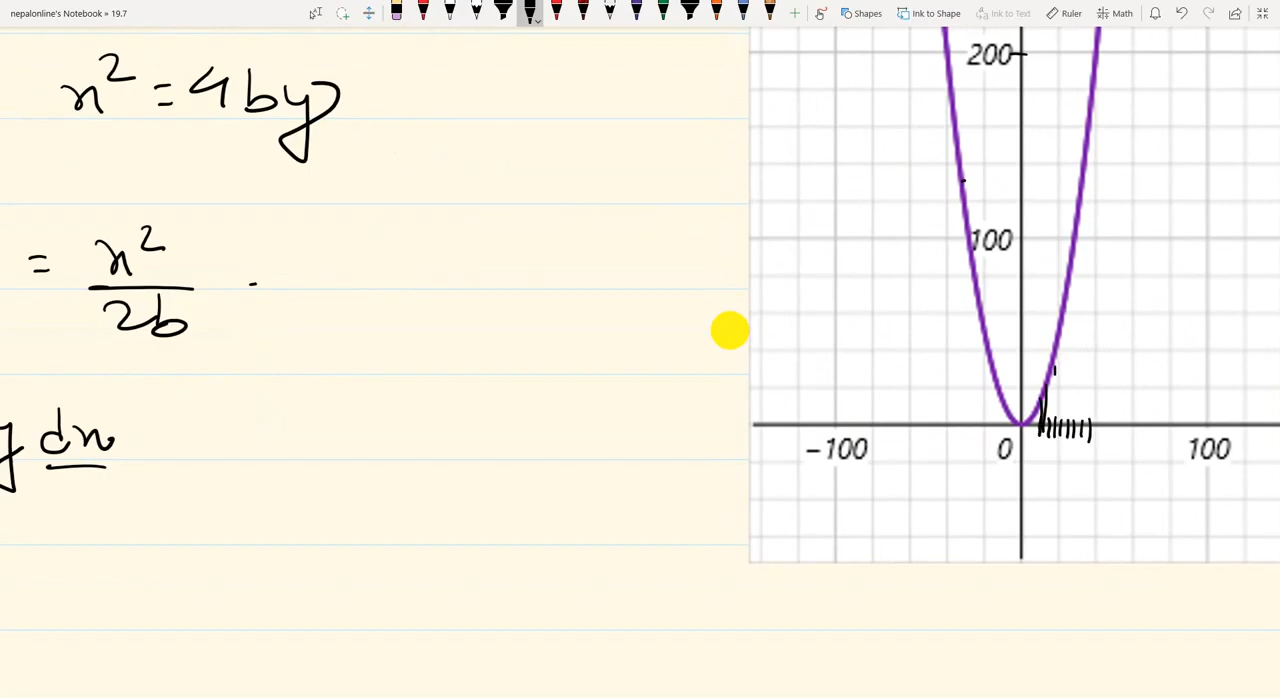 nepalonline's Notebook » 19.7
Shapes Ink to Shape Ink to Text Ruler Math
x² = 4by
= x²
2b
y dx
200
100
-100 0 100